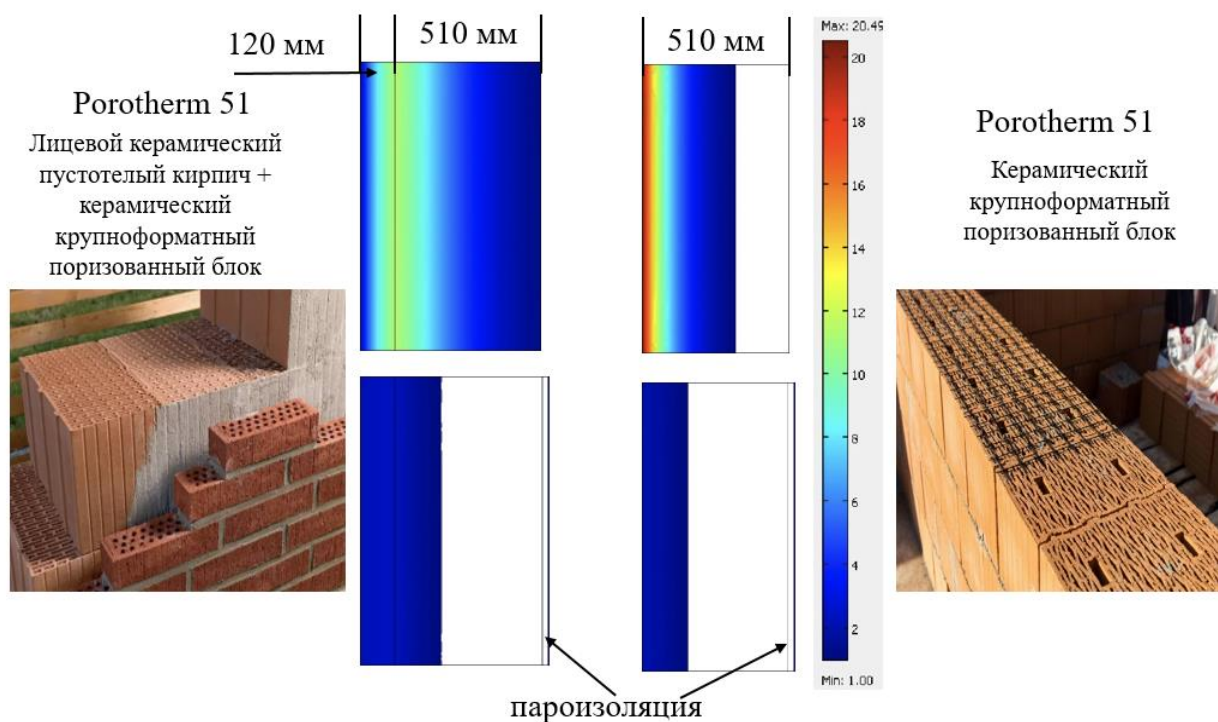 120 мм
510 мм
510 мм
Porotherm 51
Лицевой керамический
пустотелый кирпич +
керамический
крупноформатный
поризованный блок
Max: 20.49
20
18
16
14
12
10
8
6
4
2
Min: 1.00
Porotherm 51
Керамический
крупноформатный
поризованный блок
пароизоляция